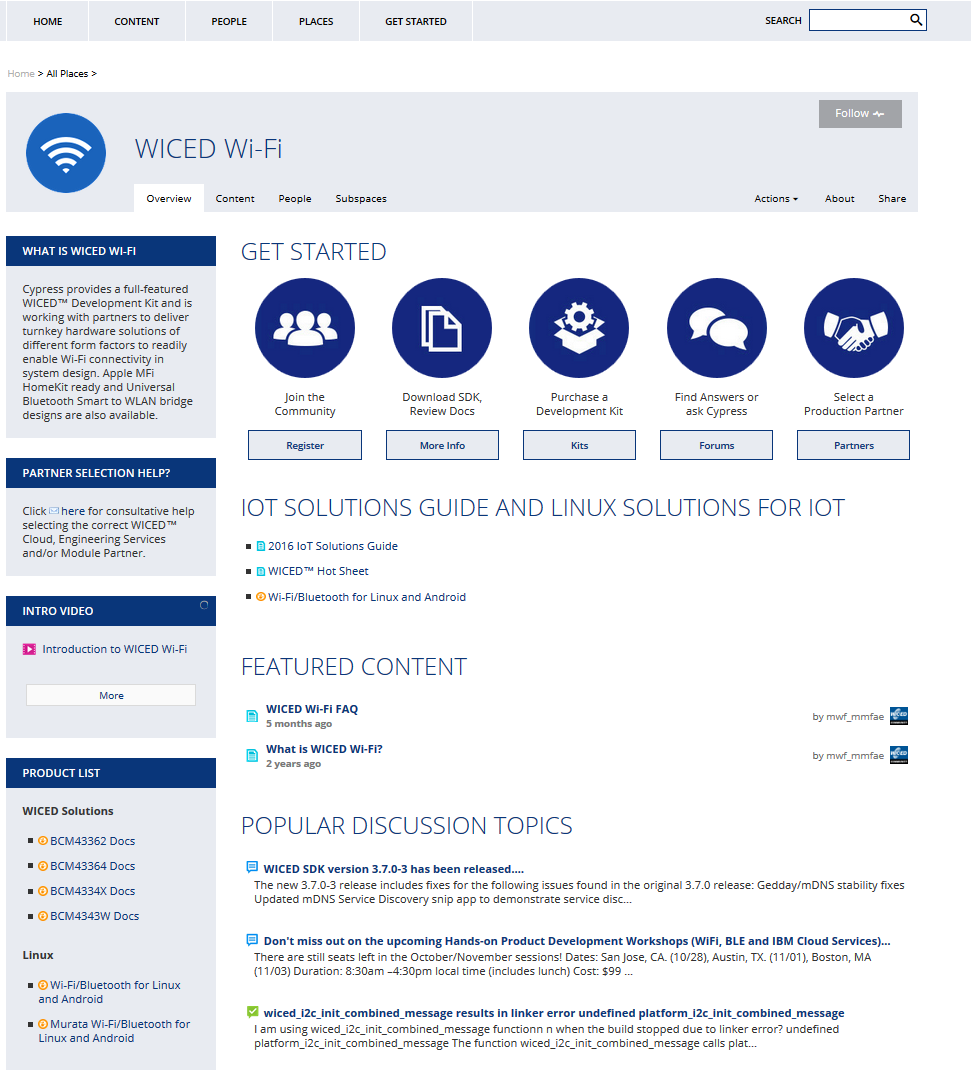 HOME CONTENT PEOPLE PLACES GET STARTED SEARCH
Home > All Places >
Follow
WICED Wi-Fi
Overview Content People Subspaces Actions About Share
WHAT IS WICED WI-FI
Cypress provides a full-featured
WICED™ Development Kit and is
working with partners to deliver
turnkey hardware solutions of
different form factors to readily
enable Wi-Fi connectivity in
system design. Apple MFi
HomeKit ready and Universal
Bluetooth Smart to WLAN bridge
designs are also available.
PARTNER SELECTION HELP?
Click here for consultative help
selecting the correct WICED™
Cloud, Engineering Services
and/or Module Partner.
INTRO VIDEO
Introduction to WICED Wi-Fi
More
PRODUCT LIST
WICED Solutions
BCM43362 Docs
BCM43364 Docs
BCM4334X Docs
BCM4343W Docs
Linux
Wi-Fi/Bluetooth for Linux
and Android
Murata Wi-Fi/Bluetooth for
Linux and Android
GET STARTED
Join the
Community
Register
Download SDK,
Review Docs
More Info
Purchase a
Development Kit
Kits
Find Answers or
ask Cypress
Forums
Select a
Production Partner
Partners
IOT SOLUTIONS GUIDE AND LINUX SOLUTIONS FOR IOT
2016 IoT Solutions Guide
WICED™ Hot Sheet
Wi-Fi/Bluetooth for Linux and Android
FEATURED CONTENT
WICED Wi-Fi FAQ
5 months ago
by mwf_mmfae
What is WICED Wi-Fi?
2 years ago
by mwf_mmfae
POPULAR DISCUSSION TOPICS
WICED SDK version 3.7.0-3 has been released....
The new 3.7.0-3 release includes fixes for the following issues found in the original 3.7.0 release: Gedday/mDNS stability fixes
Updated mDNS Service Discovery snip app to demonstrate service disc...
Don't miss out on the upcoming Hands-on Product Development Workshops (WiFi, BLE and IBM Cloud Services)...
There are still seats left in the October/November sessions! Dates: San Jose, CA. (10/28), Austin, TX. (11/01), Boston, MA
(11/03) Duration: 8:30am –4:30pm local time (includes lunch) Cost: $99 ...
wiced_i2c_init_combined_message results in linker error undefined platform_i2c_init_combined_message
I am using wiced_i2c_init_combined_message functionn n when the build stopped due to linker error? undefined
platform_i2c_init_combined_message The function wiced_i2c_init_combined_message calls plat...